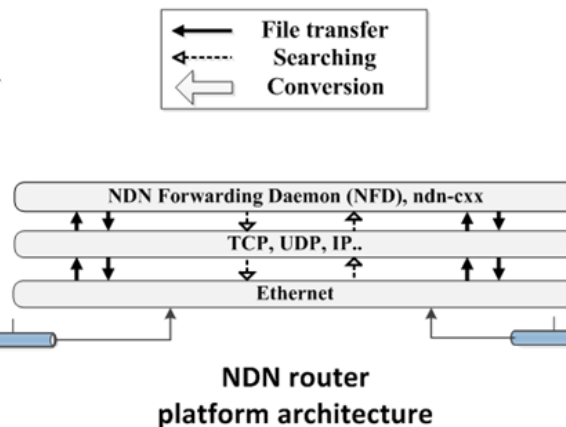 File transfer
Searching
Conversion
NDN Forwarding Daemon (NFD), ndn-cxx
TCP, UDP, IP..
Ethernet
NDN router
platform architecture